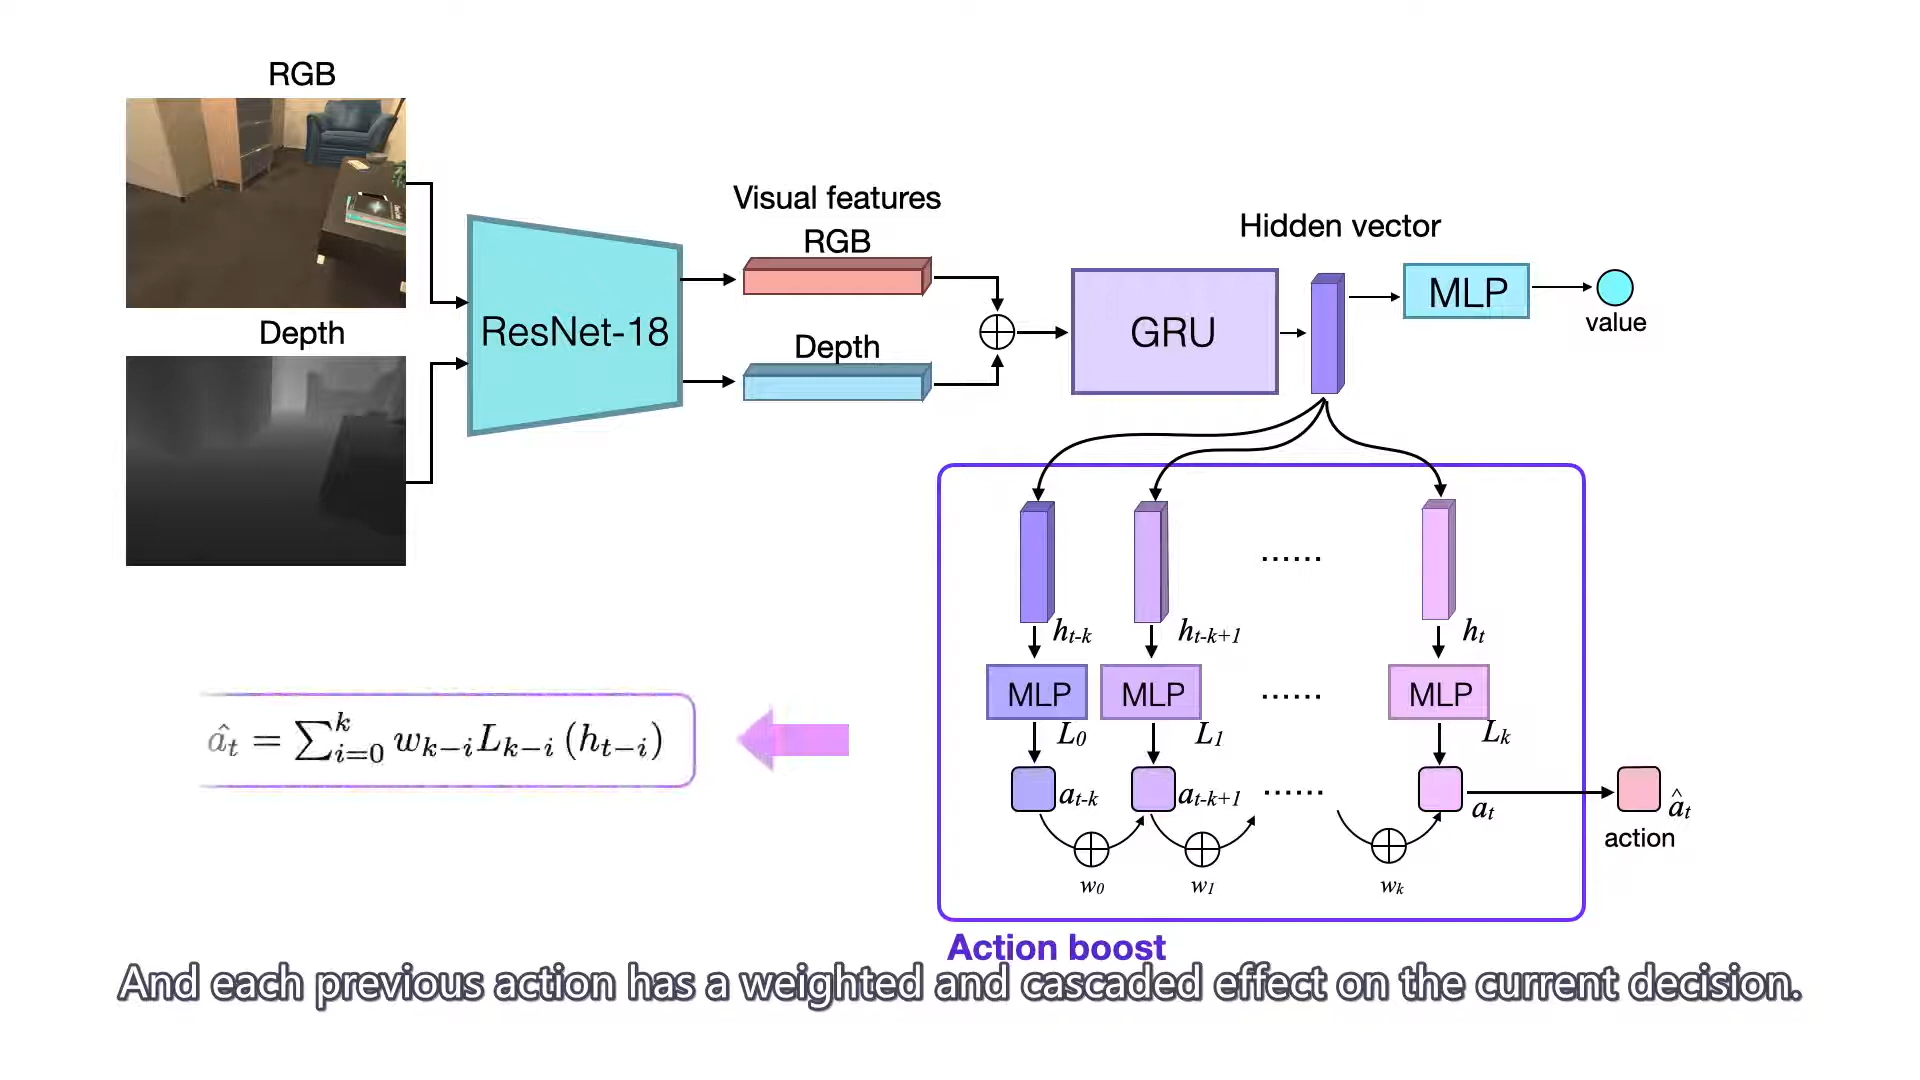 RGB
Depth
ResNet-18
Visual features
RGB
Depth
GRU
Hidden vector
MLP
value
h_{t-k}
h_{t-k+1}
......
h_t
MLP
MLP
......
MLP
L_0
L_1
L_k
a_{t-k}
a_{t-k+1}
......
a_t
â_t
action
w_0
w_1
w_k
Action boost
â_t = ∑_{i=0}^{k} w_{k-i} L_{k-i} (h_{t-i})
And each previous action has a weighted and cascaded effect on the current decision.